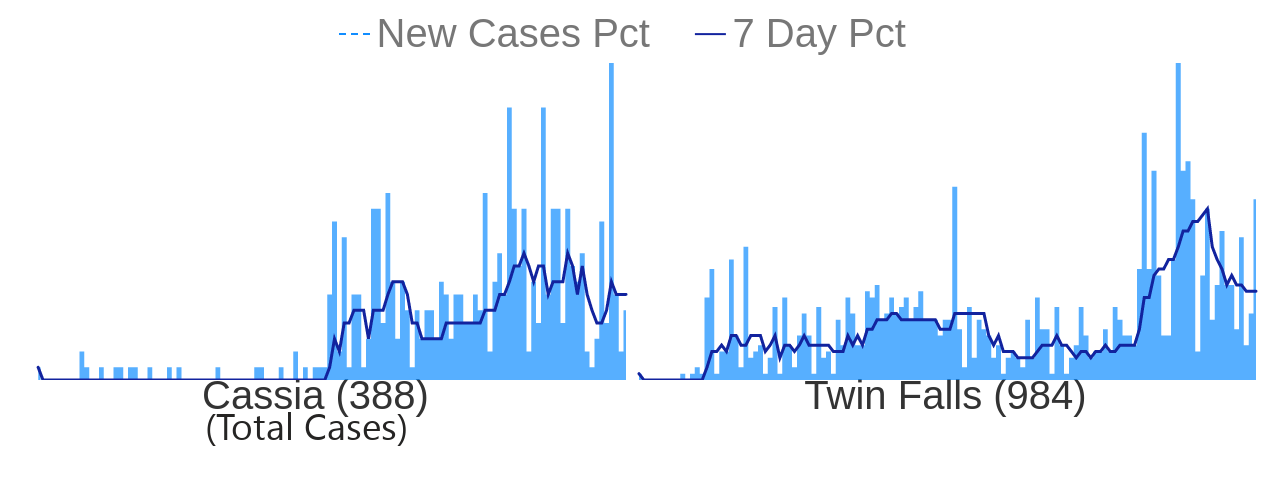 New Cases Pct
7 Day Pct
Cassia (388)
(Total Cases)
Twin Falls (984)